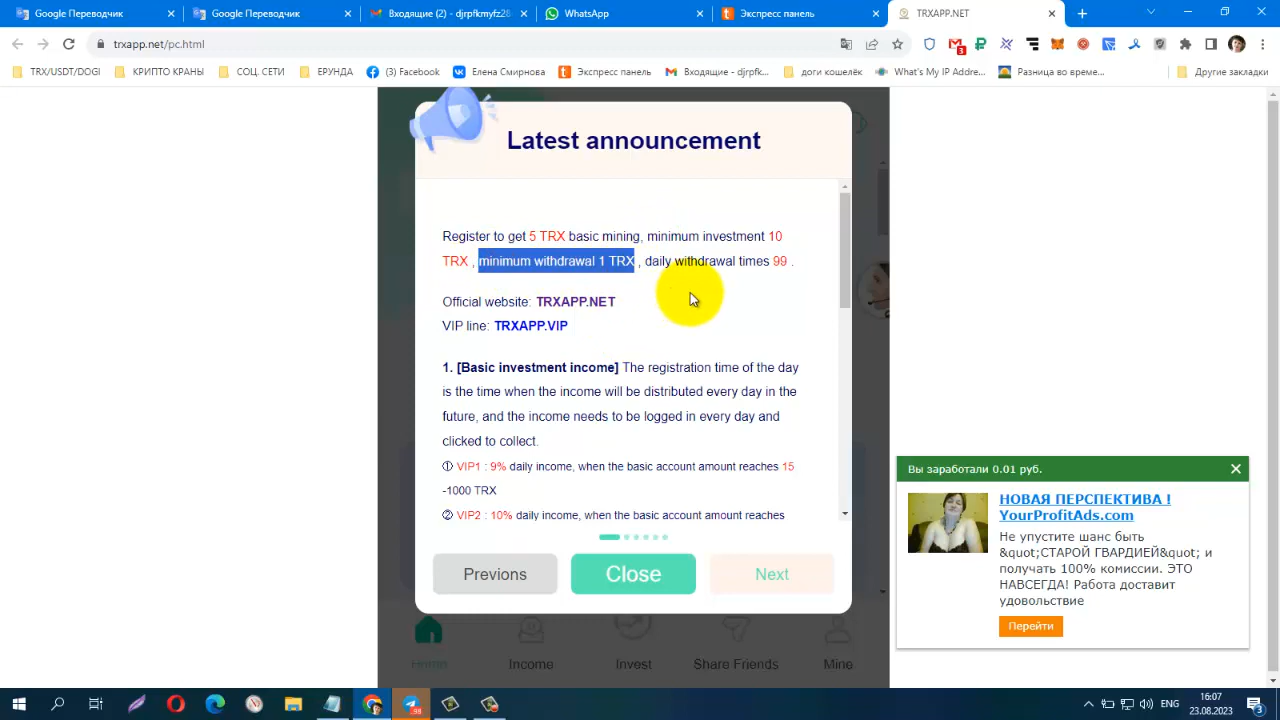 Google Переводчик
Google Переводчик
Входящие (2) - djrpkmyfz28
WhatsApp
Экспресс панель
TRXAPP.NET
trxapp.net/pc.html
3
TRX/USDT/DOGI
КРИПТО КРАНЫ
СОЦ. СЕТИ
ЕРУНДА
(3) Facebook
Елена Смирнова
Экспресс панель
Входящие - djrpfk...
доги кошелёк
What's My IP Addre...
Разница во време...
Другие закладки
Latest announcement
Register to get 5 TRX basic mining, minimum investment 10
TRX , minimum withdrawal 1 TRX , daily withdrawal times 99 .
Official website: TRXAPP.NET
VIP line: TRXAPP.VIP
1. [Basic investment income] The registration time of the day
is the time when the income will be distributed every day in the
future, and the income needs to be logged in every day and
clicked to collect.
① VIP1 : 9% daily income, when the basic account amount reaches 15
-1000 TRX
② VIP2 : 10% daily income, when the basic account amount reaches
Previons
Close
Next
Home
Income
Invest
Share Friends
Mine
Вы заработали 0.01 руб.
НОВАЯ ПЕРСПЕКТИВА !
YourProfitAds.com
Не упустите шанс быть
&quot;СТАРОЙ ГВАРДИЕЙ&quot; и
получать 100% комиссии. ЭТО
НАВСЕГДА! Работа доставит
удовольствие
Перейти
98
ENG
16:07
23.08.2023
3